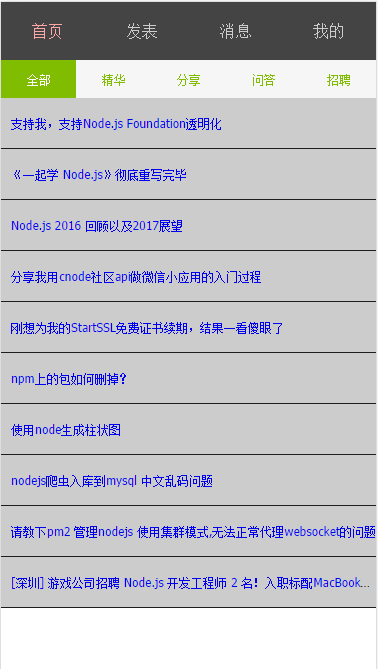 首页 发表 消息 我的
全部 精华 分享 问答 招聘
支持我，支持Node.js Foundation透明化
《一起学 Node.js》彻底重写完毕
Node.js 2016 回顾以及2017展望
分享我用cnode社区api做微信小应用的入门过程
刚想为我的StartSSL免费证书续期，结果一看傻眼了
npm上的包如何删掉？
使用node生成柱状图
nodejs爬虫入库到mysql 中文乱码问题
请教下pm2 管理nodejs 使用集群模式,无法正常代理websocket的问题
[深圳] 游戏公司招聘 Node.js 开发工程师 2 名！入职标配MacBook...